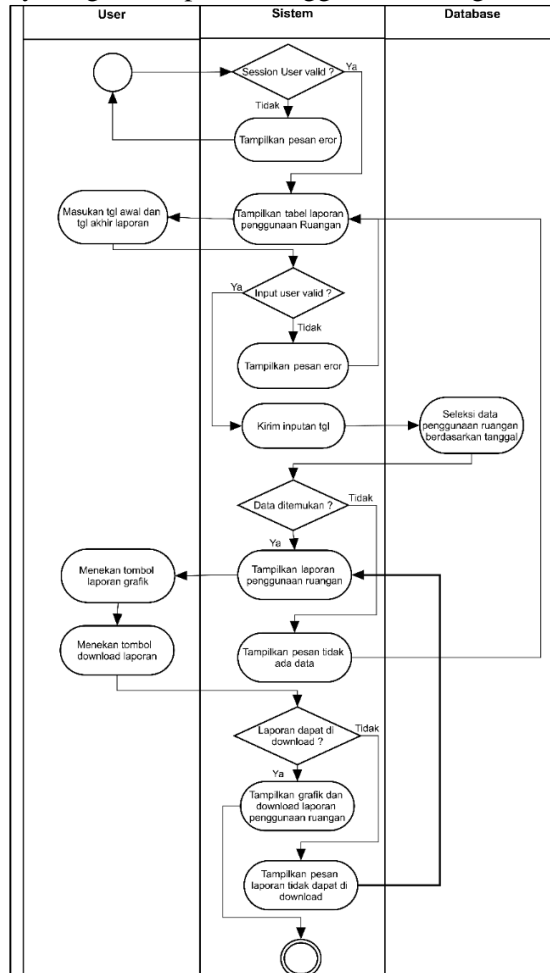 User
Sistem
Database
Session User valid ?
Ya
Tidak
Tampilkan pesan eror
Masukan tgl awal dan
tgl akhir laporan
Tampilkan tabel laporan
penggunaan Ruangan
Ya
Input user valid ?
Tidak
Tampilkan pesan eror
Kirim inputan tgl
Seleksi data
penggunaan ruangan
berdasarkan tanggal
Data ditemukan ?
Tidak
Ya
Menekan tombol
laporan grafik
Tampilkan laporan
penggunaan ruangan
Menekan tombol
download laporan
Tampilkan pesan tidak
ada data
Laporan dapat di
download ?
Tidak
Ya
Tampilkan grafik dan
download laporan
penggunaan ruangan
Tampilkan pesan
laporan tidak dapat di
download